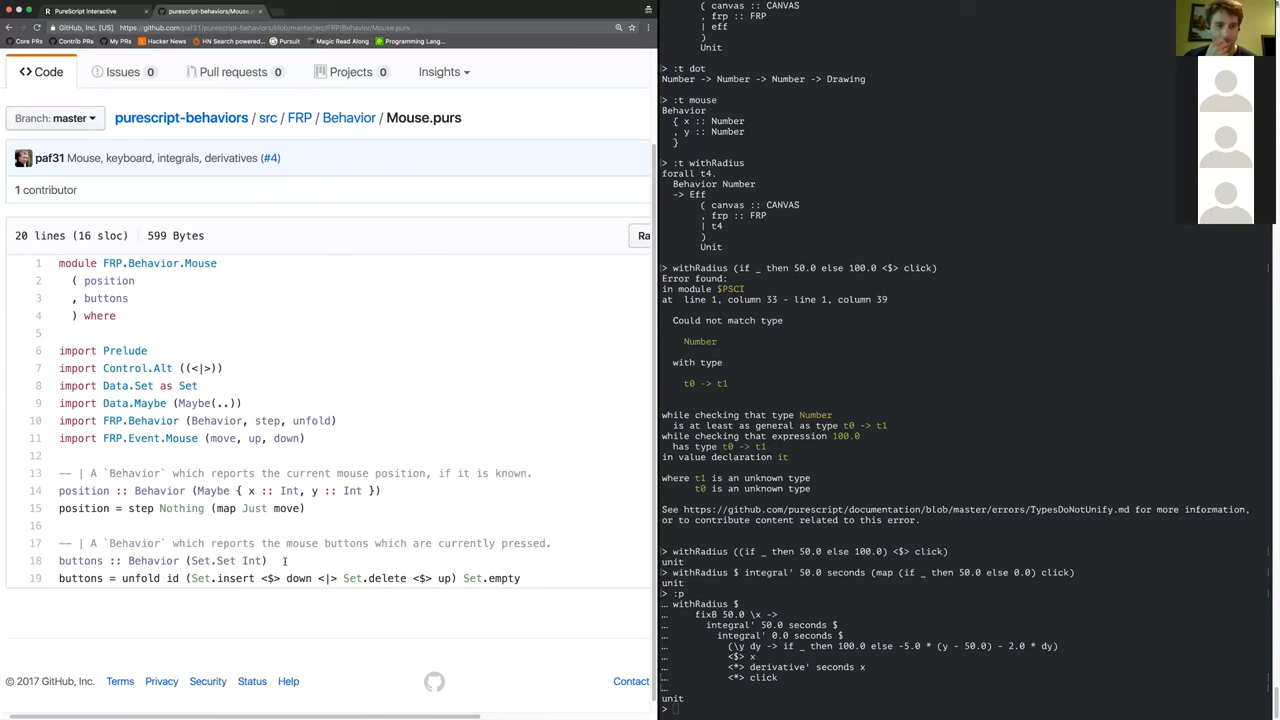 PureScript Interactive
purescript-behaviors/Mouse.p
GitHub, Inc. [US]
https://github.com/paf31/purescript-behaviors/blob/master/src/FRP/Behavior/Mouse.purs
Core PRs
Contrib PRs
My PRs
Hacker News
HN Search powered...
Pursuit
Magic Read Along
Programming Lang...
Code
Issues 0
Pull requests 0
Projects 0
Insights
Branch: master
purescript-behaviors / src / FRP / Behavior / Mouse.purs
paf31 Mouse, keyboard, integrals, derivatives (#4)
1 contributor
20 lines (16 sloc) 599 Bytes
Ra
1 module FRP.Behavior.Mouse
2 ( position
3 , buttons
4 ) where
5
6 import Prelude
7 import Control.Alt ((<|>))
8 import Data.Set as Set
9 import Data.Maybe (Maybe(..))
10 import FRP.Behavior (Behavior, step, unfold)
11 import FRP.Event.Mouse (move, up, down)
12
13 -- | A `Behavior` which reports the current mouse position, if it is known.
14 position :: Behavior (Maybe { x :: Int, y :: Int })
15 position = step Nothing (map Just move)
16
17 -- | A `Behavior` which reports the mouse buttons which are currently pressed.
18 buttons :: Behavior (Set.Set Int)
19 buttons = unfold id (Set.insert <$> down <|> Set.delete <$> up) Set.empty
© 2017 GitHub, Inc. Terms Privacy Security Status Help
Contact
( canvas :: CANVAS
, frp :: FRP
| eff
)
Unit
> :t dot
Number -> Number -> Number -> Drawing
> :t mouse
Behavior
{ x :: Number
, y :: Number
}
> :t withRadius
forall t4.
Behavior Number
-> Eff
( canvas :: CANVAS
, frp :: FRP
| t4
)
Unit
> withRadius (if _ then 50.0 else 100.0 <$> click)
Error found:
in module $PSCI
at line 1, column 33 - line 1, column 39
Could not match type
Number
with type
t0 -> t1
while checking that type Number
is at least as general as type t0 -> t1
while checking that expression 100.0
has type t0 -> t1
in value declaration it
where t1 is an unknown type
t0 is an unknown type
See https://github.com/purescript/documentation/blob/master/errors/TypesDoNotUnify.md for more information,
or to contribute content related to this error.
> withRadius ((if _ then 50.0 else 100.0) <$> click)
unit
> withRadius $ integral' 50.0 seconds (map (if _ then 50.0 else 0.0) click)
unit
> :p
… withRadius $
… fixB 50.0 \x ->
… integral' 50.0 seconds $
… integral' 0.0 seconds $
… (\y dy -> if _ then 100.0 else -5.0 * (y - 50.0) - 2.0 * dy)
… <$> x
… <*> derivative' seconds x
… <*> click
…
unit
>